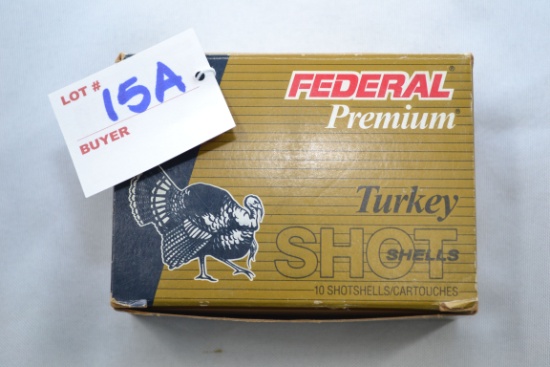 LOT # 15A
BUYER
FEDERAL®
Premium®
Turkey
SHOT
SHELLS
10 SHOTSHELLS/CARTOUCHES